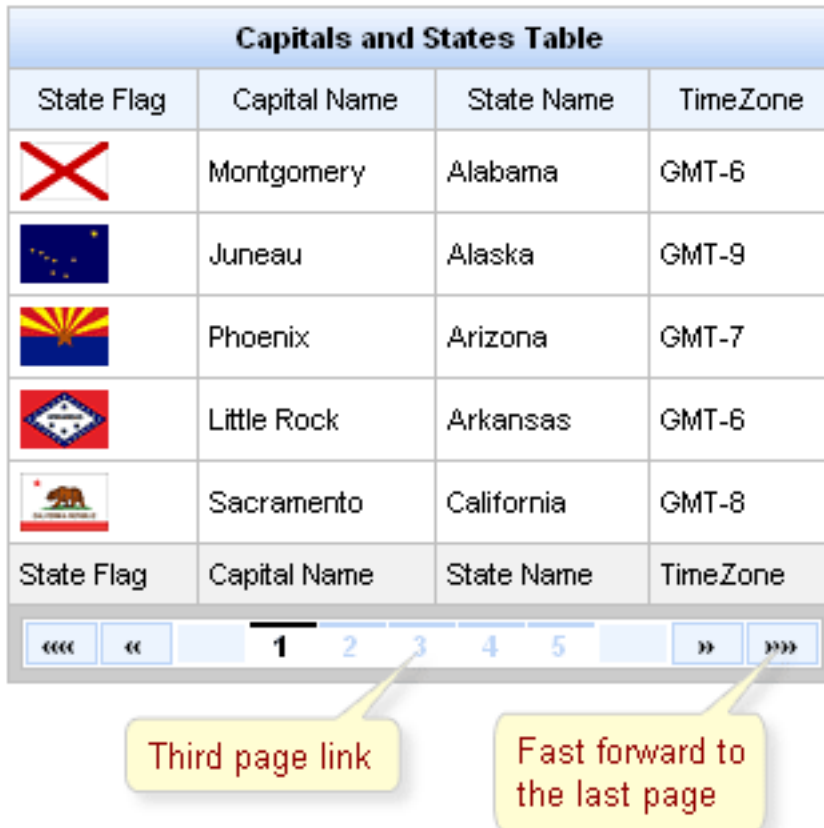 Capitals and States Table
State Flag Capital Name State Name TimeZone
Montgomery Alabama GMT-6
Juneau Alaska GMT-9
Phoenix Arizona GMT-7
Little Rock Arkansas GMT-6
Sacramento California GMT-8
State Flag Capital Name State Name TimeZone
«« « 1 2 3 4 5 » »»
Third page link
Fast forward to
the last page